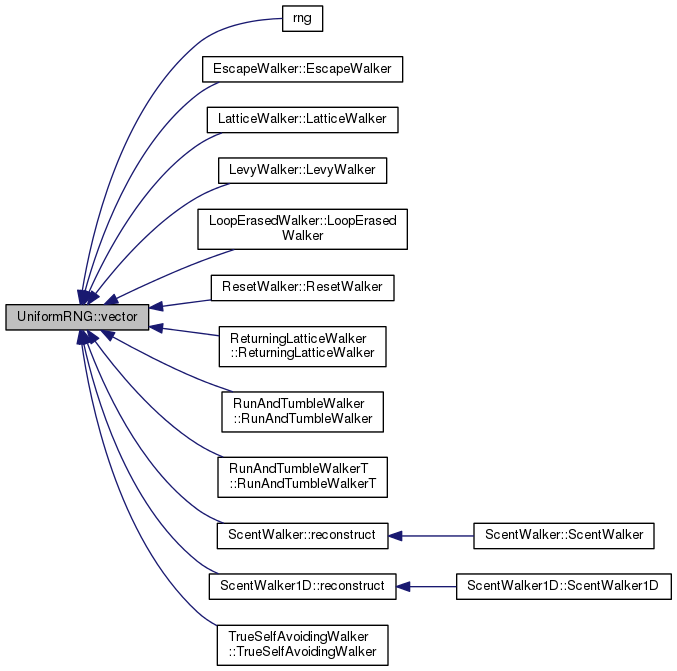 rng
EscapeWalker::EscapeWalker
LatticeWalker::LatticeWalker
LevyWalker::LevyWalker
LoopErasedWalker::LoopErased
Walker
ResetWalker::ResetWalker
UniformRNG::vector
ReturningLatticeWalker
::ReturningLatticeWalker
RunAndTumbleWalker
::RunAndTumbleWalker
RunAndTumbleWalkerT
::RunAndTumbleWalkerT
ScentWalker::reconstruct
ScentWalker::ScentWalker
ScentWalker1D::reconstruct
ScentWalker1D::ScentWalker1D
TrueSelfAvoidingWalker
::TrueSelfAvoidingWalker